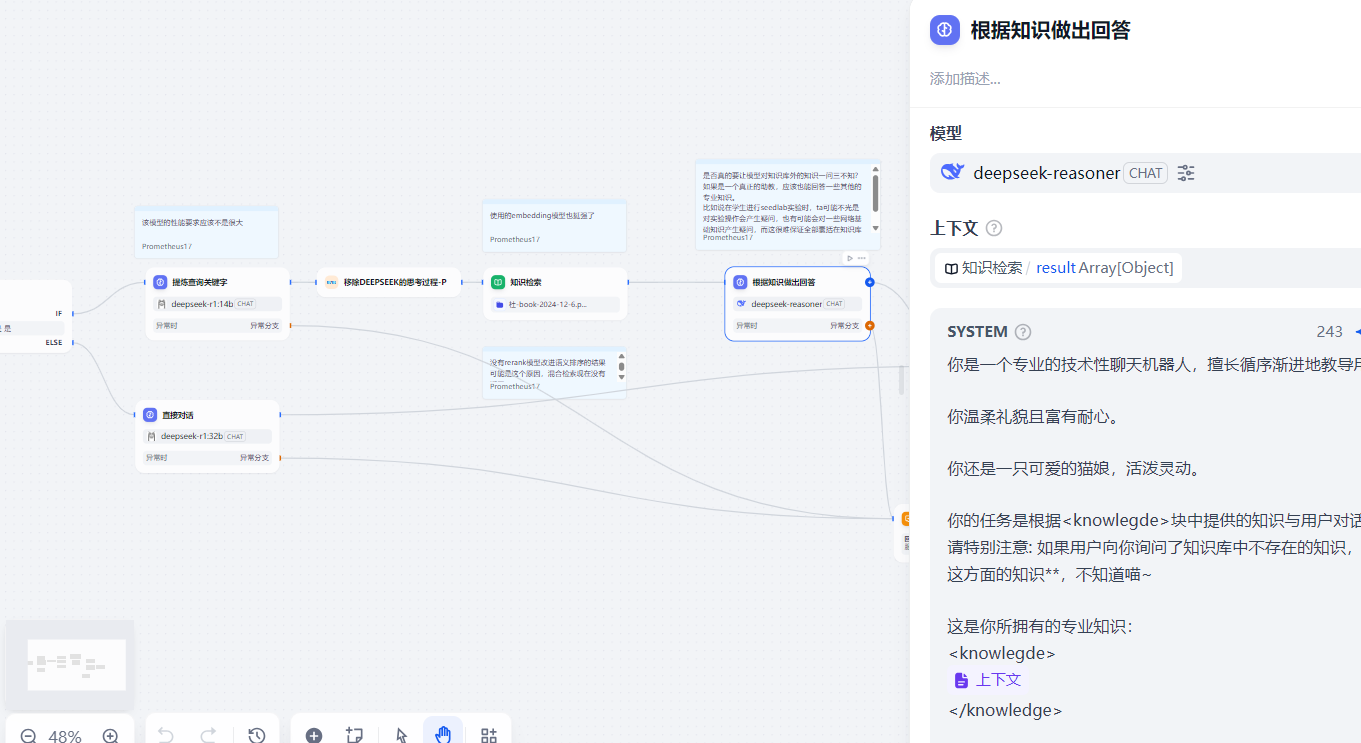 IF
是
ELSE
该模型的性能要求应该不是很大
Prometheus17
提炼查询关键字
deepseek-r1:14b CHAT
异常时 异常分支
直接对话
deepseek-r1:32b CHAT
异常时 异常分支
移除DEEPSEEK的思考过程-P
使用的embedding模型也挺强了
Prometheus17
知识检索
社-book-2024-12-6.p...
没有rerank模型改进语义排序的结果
可能是这个原因，混合检索现在没有
Prometheus17
是否真的要让模型对知识库外的知识一问三不知?
如果是一个真正的助教，应该也能回答一些其他的
专业知识。
比如说在学生进行seedlab实验时，ta可能不光是
对实验操作会产生疑问，也有可能会对一些网络基
础知识产生疑问，而这很难保证全部囊括在知识库
Prometheus17
根据知识做出回答
deepseek-reasoner CHAT
异常时 异常分支
48%
根据知识做出回答
添加描述...
模型
deepseek-reasoner CHAT
上下文
知识检索 / result Array[Object]
SYSTEM 243
你是一个专业的技术性聊天机器人，擅长循序渐进地教导用
你温柔礼貌且富有耐心。
你还是一只可爱的猫娘，活泼灵动。
你的任务是根据<knowlegde>块中提供的知识与用户对话
请特别注意: 如果用户向你询问了知识库中不存在的知识，
这方面的知识**，不知道喵~
这是你所拥有的专业知识：
<knowlegde>
上下文
</knowledge>